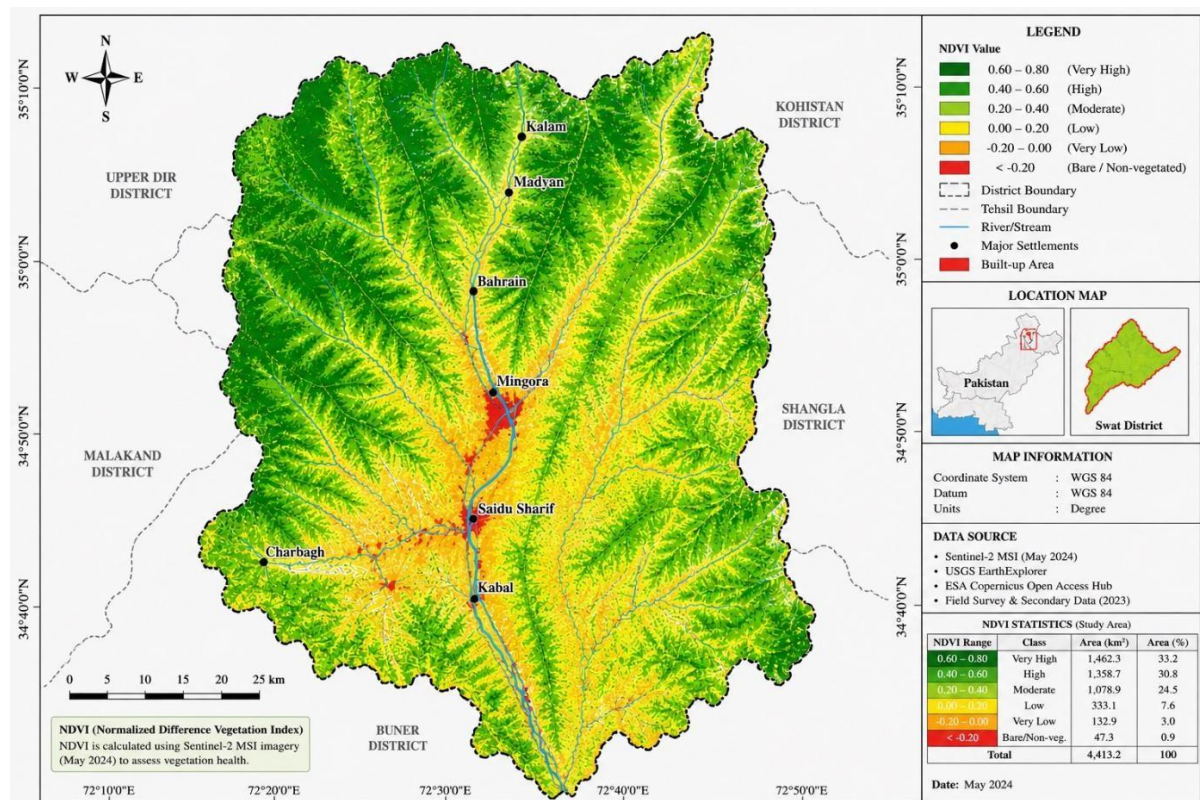 N
W E
S
35°10'0"N
35°0'0"N
34°50'0"N
34°40'0"N
UPPER DIR
DISTRICT
MALAKAND
DISTRICT
KOHISTAN
DISTRICT
SHANGLA
DISTRICT
BUNER
DISTRICT
Kalam
Madyan
Bahrain
Mingora
Saidu Sharif
Charbagh
Kabal
35°10'0"N
35°0'0"N
34°50'0"N
34°40'0"N
0 5 10 15 20 25 km
NDVI (Normalized Difference Vegetation Index)
NDVI is calculated using Sentinel-2 MSI imagery
(May 2024) to assess vegetation health.
72°10'0"E 72°20'0"E 72°30'0"E 72°40'0"E 72°50'0"E
LEGEND
NDVI Value
0.60 – 0.80 (Very High)
0.40 – 0.60 (High)
0.20 – 0.40 (Moderate)
0.00 – 0.20 (Low)
-0.20 – 0.00 (Very Low)
< -0.20 (Bare / Non-vegetated)
District Boundary
Tehsil Boundary
River/Stream
Major Settlements
Built-up Area
LOCATION MAP
Pakistan
Swat District
MAP INFORMATION
Coordinate System : WGS 84
Datum : WGS 84
Units : Degree
DATA SOURCE
• Sentinel-2 MSI (May 2024)
• USGS EarthExplorer
• ESA Copernicus Open Access Hub
• Field Survey & Secondary Data (2023)
NDVI STATISTICS (Study Area)
NDVI Range Class Area (km²) Area (%)
0.60 – 0.80 Very High 1,462.3 33.2
0.40 – 0.60 High 1,358.7 30.8
0.20 – 0.40 Moderate 1,078.9 24.5
0.00 – 0.20 Low 333.1 7.6
-0.20 – 0.00 Very Low 132.9 3.0
< -0.20 Bare/Non-veg. 47.3 0.9
Total 4,413.2 100
Date: May 2024